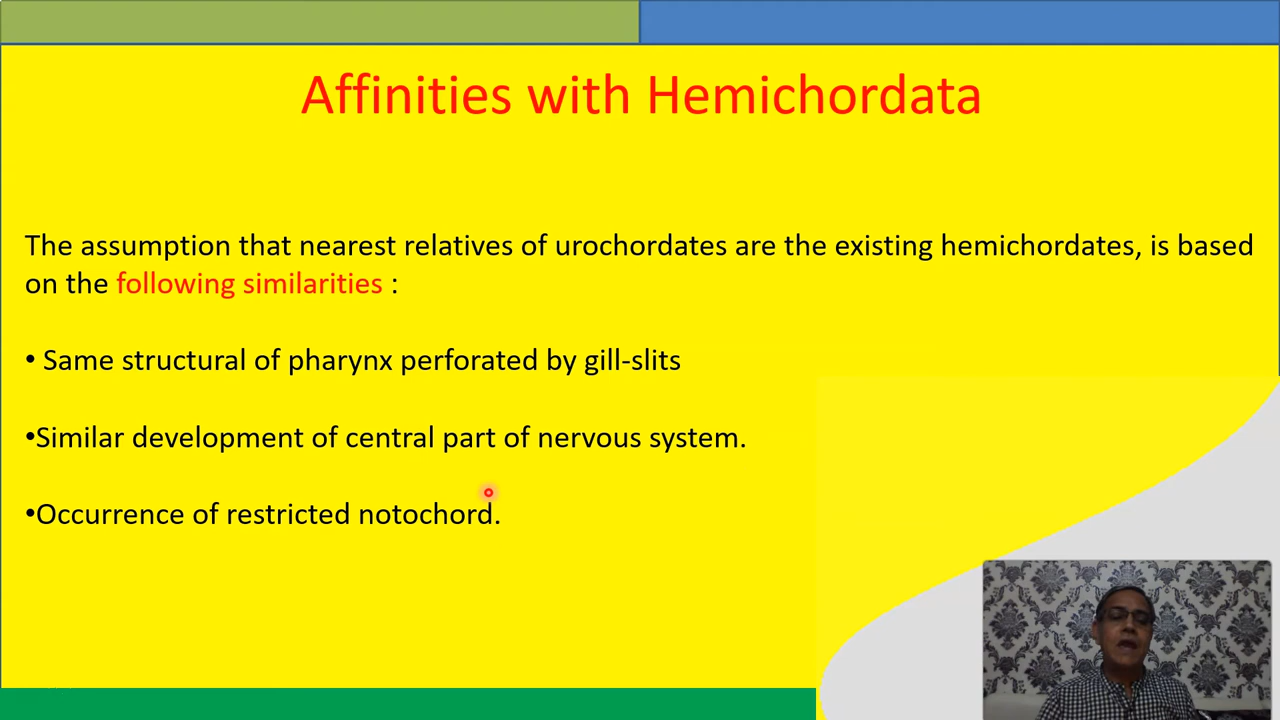 Affinities with Hemichordata
The assumption that nearest relatives of urochordates are the existing hemichordates, is based
on the following similarities :
• Same structural of pharynx perforated by gill-slits
•Similar development of central part of nervous system.
•Occurrence of restricted notochord.